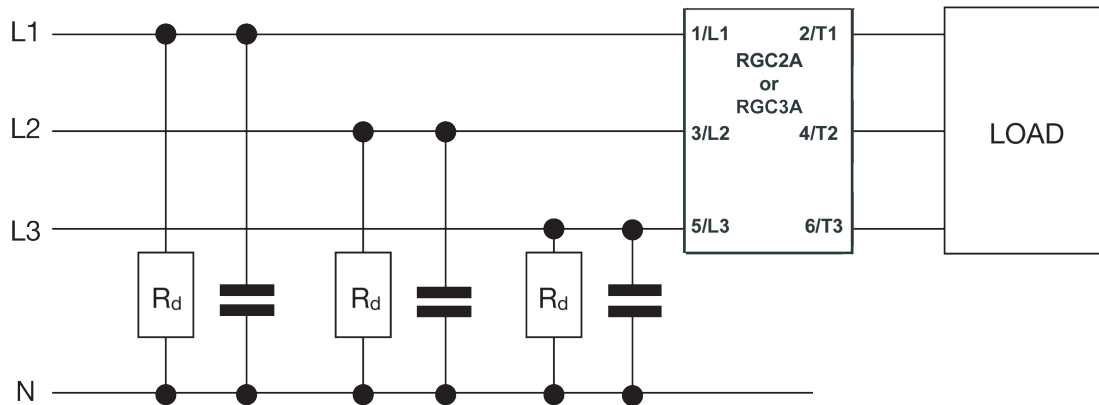 L1
1/L1 2/T1
RGC2A
or
RGC3A
L2
3/L2 4/T2
LOAD
L3
5/L3 6/T3
Rd Rd Rd
N